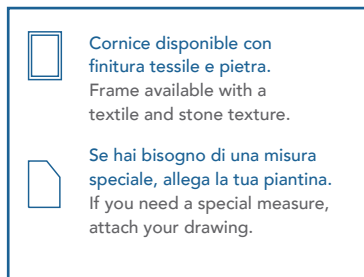 Cornice disponible con
finitura tessile e pietra.
Frame available with a
textile and stone texture.
Se hai bisogno di una misura
speciale, allega la tua piantina.
If you need a special measure,
attach your drawing.